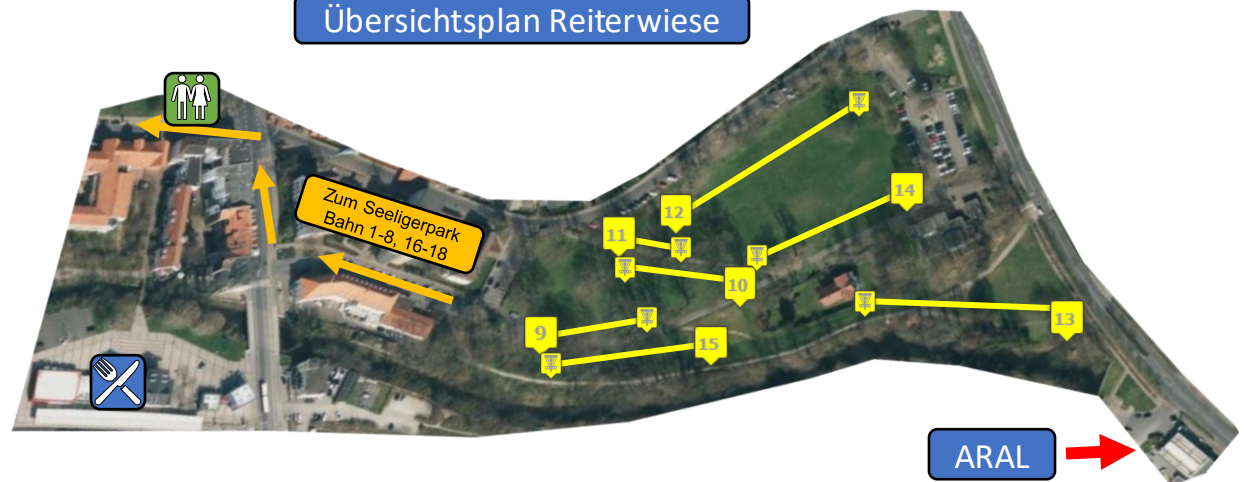 Übersichtsplan Reiterwiese
Zum Seeligerpark
Bahn 1-8, 16-18
12
14
11
10
9
15
13
ARAL